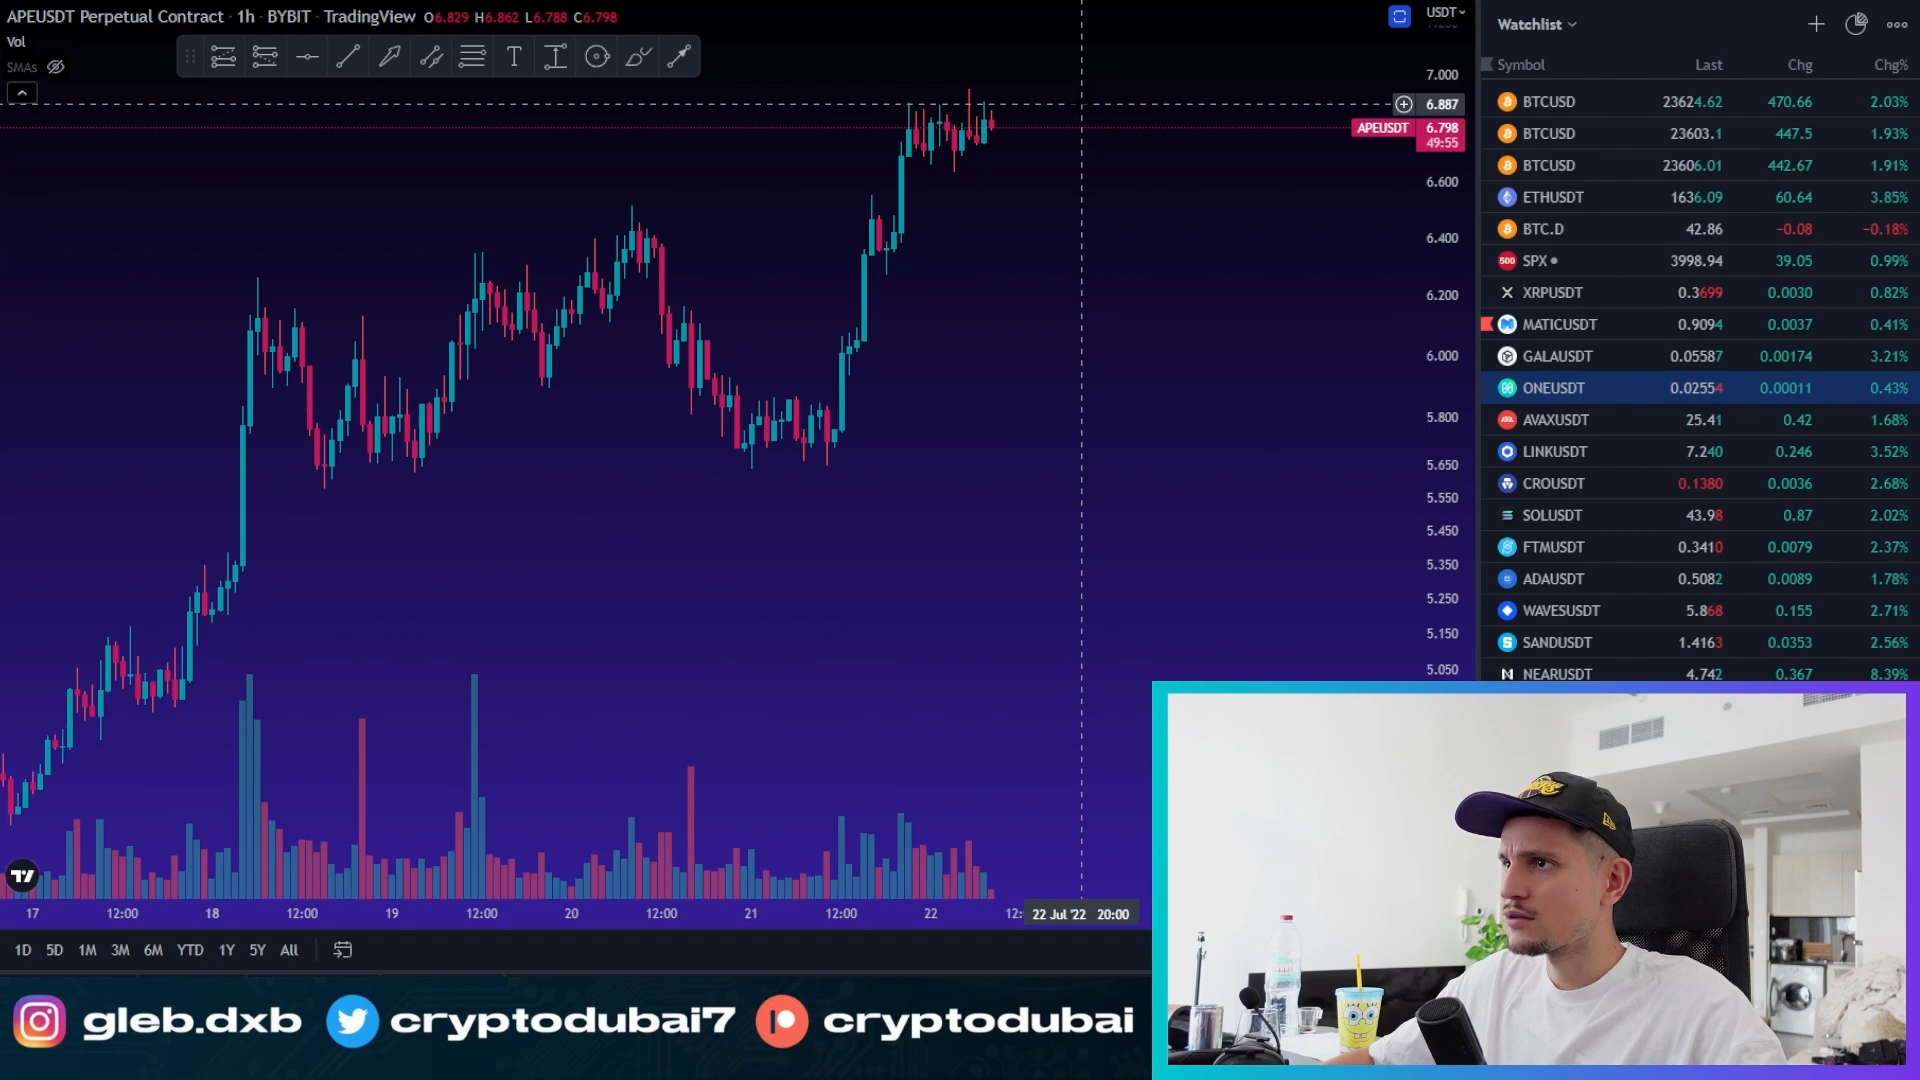 APEUSDT Perpetual Contract · 1h · BYBIT · TradingView O6.829 H6.862 L6.788 C6.798
Vol
SMAs
USDT
7.000
6.887
APEUSDT 6.798
49:55
6.600
6.400
6.200
6.000
5.800
5.650
5.550
5.450
5.350
5.250
5.150
5.050
17 12:00 18 12:00 19 12:00 20 12:00 21 12:00 22 12: 22 Jul '22 20:00
1D 5D 1M 3M 6M YTD 1Y 5Y All
Watchlist
Symbol Last Chg Chg%
BTCUSD 23624.62 470.66 2.03%
BTCUSD 23603.1 447.5 1.93%
BTCUSD 23606.01 442.67 1.91%
ETHUSDT 1636.09 60.64 3.85%
BTC.D 42.86 −0.08 −0.18%
500 SPX 3998.94 39.05 0.99%
XRPUSDT 0.3699 0.0030 0.82%
MATICUSDT 0.9094 0.0037 0.41%
GALAUSDT 0.05587 0.00174 3.21%
ONEUSDT 0.02554 0.00011 0.43%
AVAXUSDT 25.41 0.42 1.68%
LINKUSDT 7.240 0.246 3.52%
CROUSDT 0.1380 0.0036 2.68%
SOLUSDT 43.98 0.87 2.02%
FTMUSDT 0.3410 0.0079 2.37%
ADAUSDT 0.5082 0.0089 1.78%
WAVESUSDT 5.868 0.155 2.71%
SANDUSDT 1.4163 0.0353 2.56%
NEARUSDT 4.742 0.367 8.39%
gleb.dxb cryptodubai7 cryptodubai